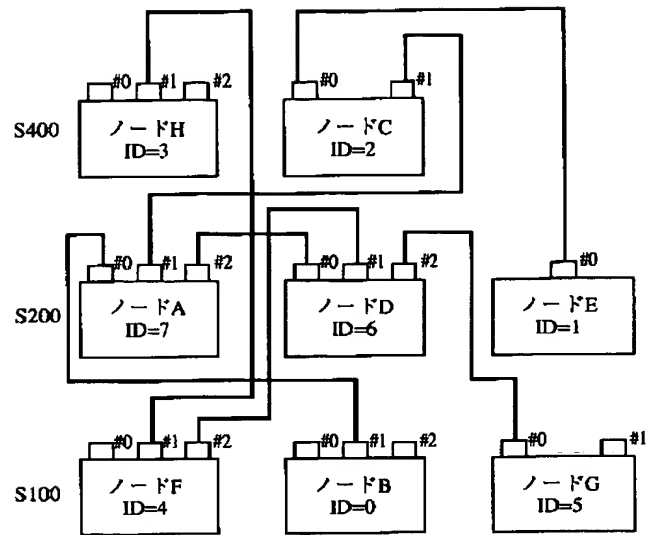 #0 #1 #2
#0 #1
S400
ノードH
ID=3
ノードC
ID=2
#0 #1 #2
#0 #1 #2
#0
S200
ノードA
ID=7
ノードD
ID=6
ノードE
ID=1
#0 #1 #2
#0 #1 #2
#0 #1
S100
ノードF
ID=4
ノードB
ID=0
ノードG
ID=5